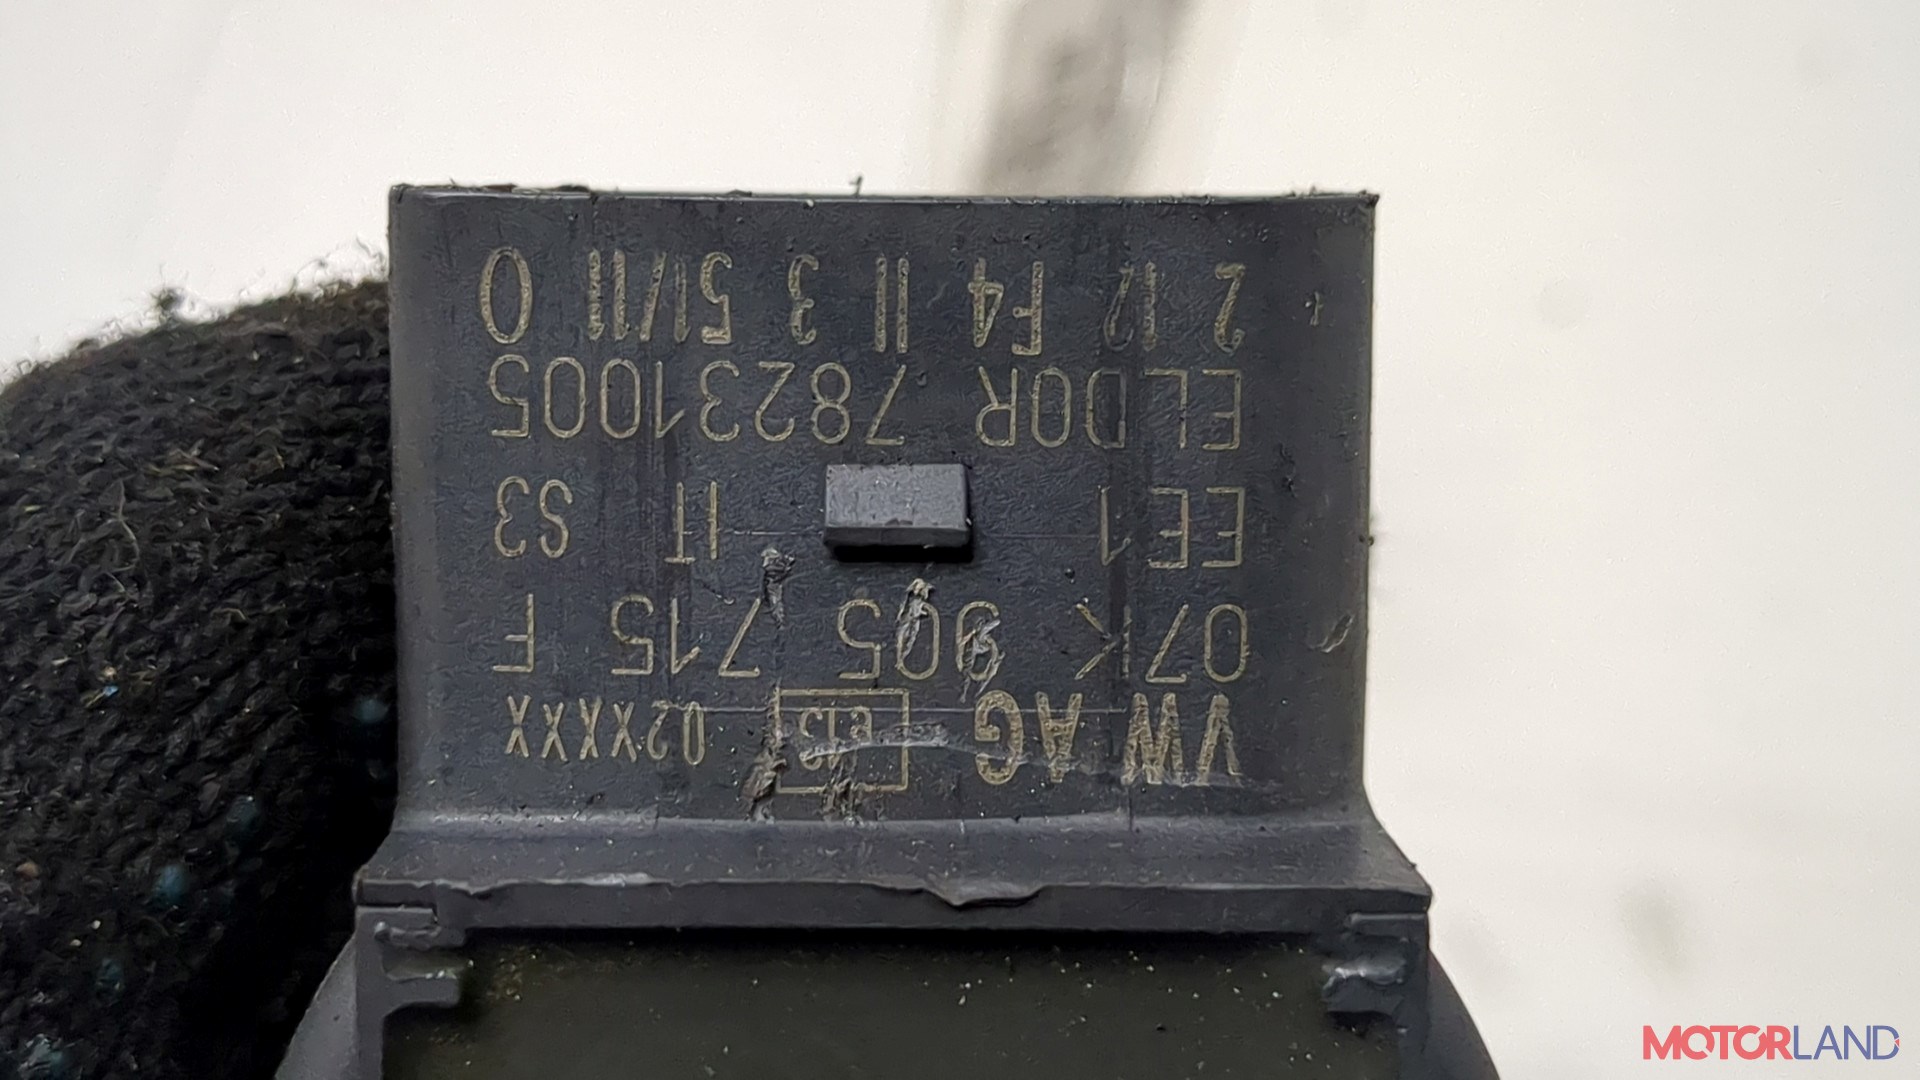 VW AG e13 02XXXX
07K 905 715 F
EE1 IT S3
ELDOR 78231005
2 12 F4 11 3 51/11 0
MOTORLAND